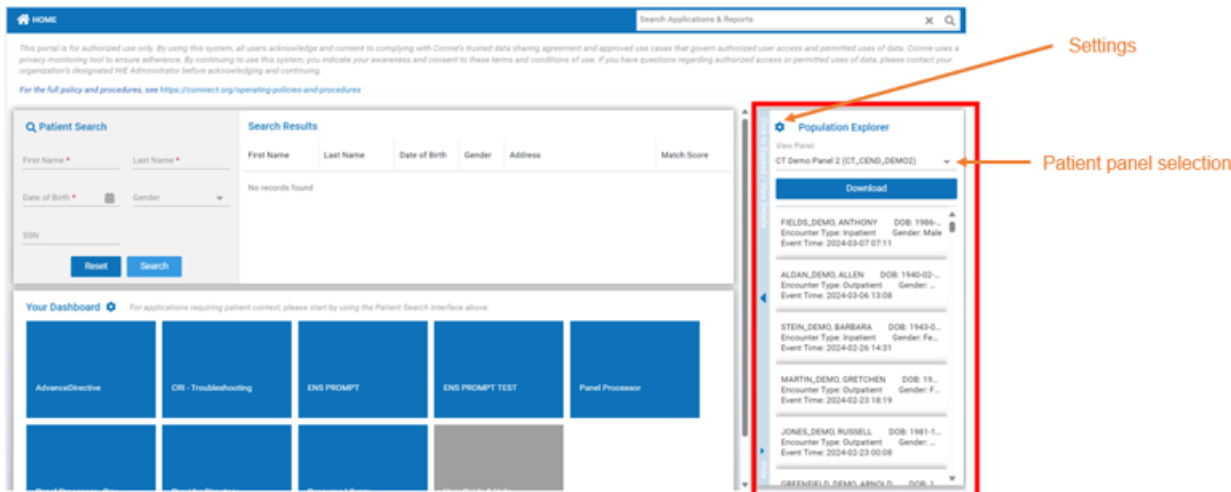 HOME
Search Applications & Reports
This portal is for authorized use only. By using this system, all users acknowledge and consent to complying with Connie's trusted data sharing agreement and approved use cases that govern authorized user access and permitted uses of data. Connie uses a
privacy monitoring tool to ensure adherence. By continuing to use this system, you indicate your awareness and consent to these terms and conditions of use. If you have questions regarding authorized access or permitted uses of data, please contact your
organization's designated HIE Administrator before acknowledging and continuing.
For the full policy and procedures, see https://conniect.org/operating-policies-and-procedures
Settings
Patient panel selection
Patient Search
First Name *
Last Name *
Date of Birth *
Gender
SSN
Reset
Search
Search Results
First Name Last Name Date of Birth Gender Address Match Score
No records found
Your Dashboard
For applications requiring patient context, please start by using the Patient Search interface above.
AdvanceDirective
CRI - Troubleshooting
ENS PROMPT
ENS PROMPT TEST
Panel Processor
Population Explorer
View Panel
CT Demo Panel 2 (CT_CEND_DEMO2)
Download
FIELDS_DEMO, ANTHONY DOB: 1986-...
Encounter Type: Inpatient Gender: Male
Event Time: 2024-03-07 07:11
ALDAN_DEMO, ALLEN DOB: 1940-02-...
Encounter Type: Outpatient Gender: ...
Event Time: 2024-03-06 13:08
STEIN_DEMO, BARBARA DOB: 1943-0...
Encounter Type: Inpatient Gender: Fe...
Event Time: 2024-02-26 14:31
MARTIN_DEMO, GRETCHEN DOB: 19...
Encounter Type: Outpatient Gender: F...
Event Time: 2024-02-23 18:19
JONES_DEMO, RUSSELL DOB: 1981-1...
Encounter Type: Outpatient Gender: ...
Event Time: 2024-02-23 00:08
GREENFIELD_DEMO, ARNOLD DOB: 1